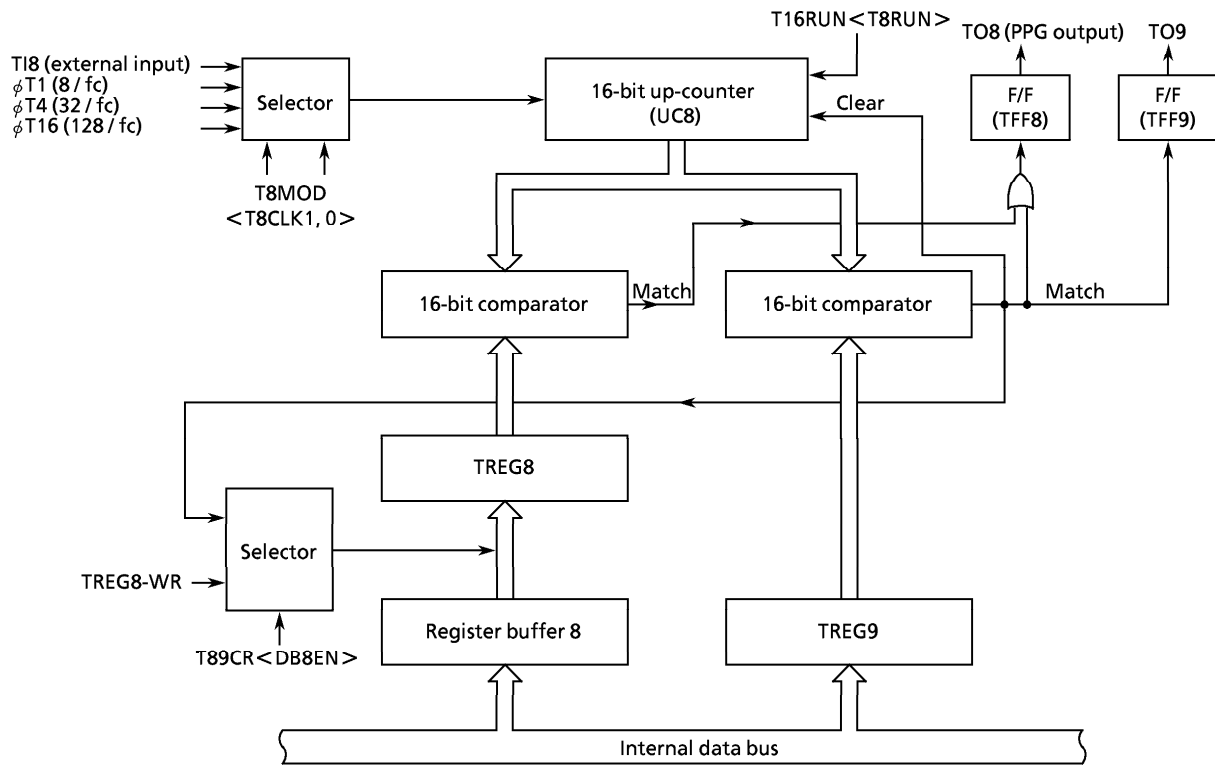 T16RUN<T8RUN>
TO8 (PPG output)
TO9
TI8 (external input)
ϕT1 (8 / fc)
ϕT4 (32 / fc)
ϕT16 (128 / fc)
Selector
16-bit up-counter
(UC8)
Clear
F/F
(TFF8)
F/F
(TFF9)
T8MOD
<T8CLK1, 0>
16-bit comparator
Match
16-bit comparator
Match
TREG8
Selector
TREG8-WR
T89CR<DB8EN>
Register buffer 8
TREG9
Internal data bus